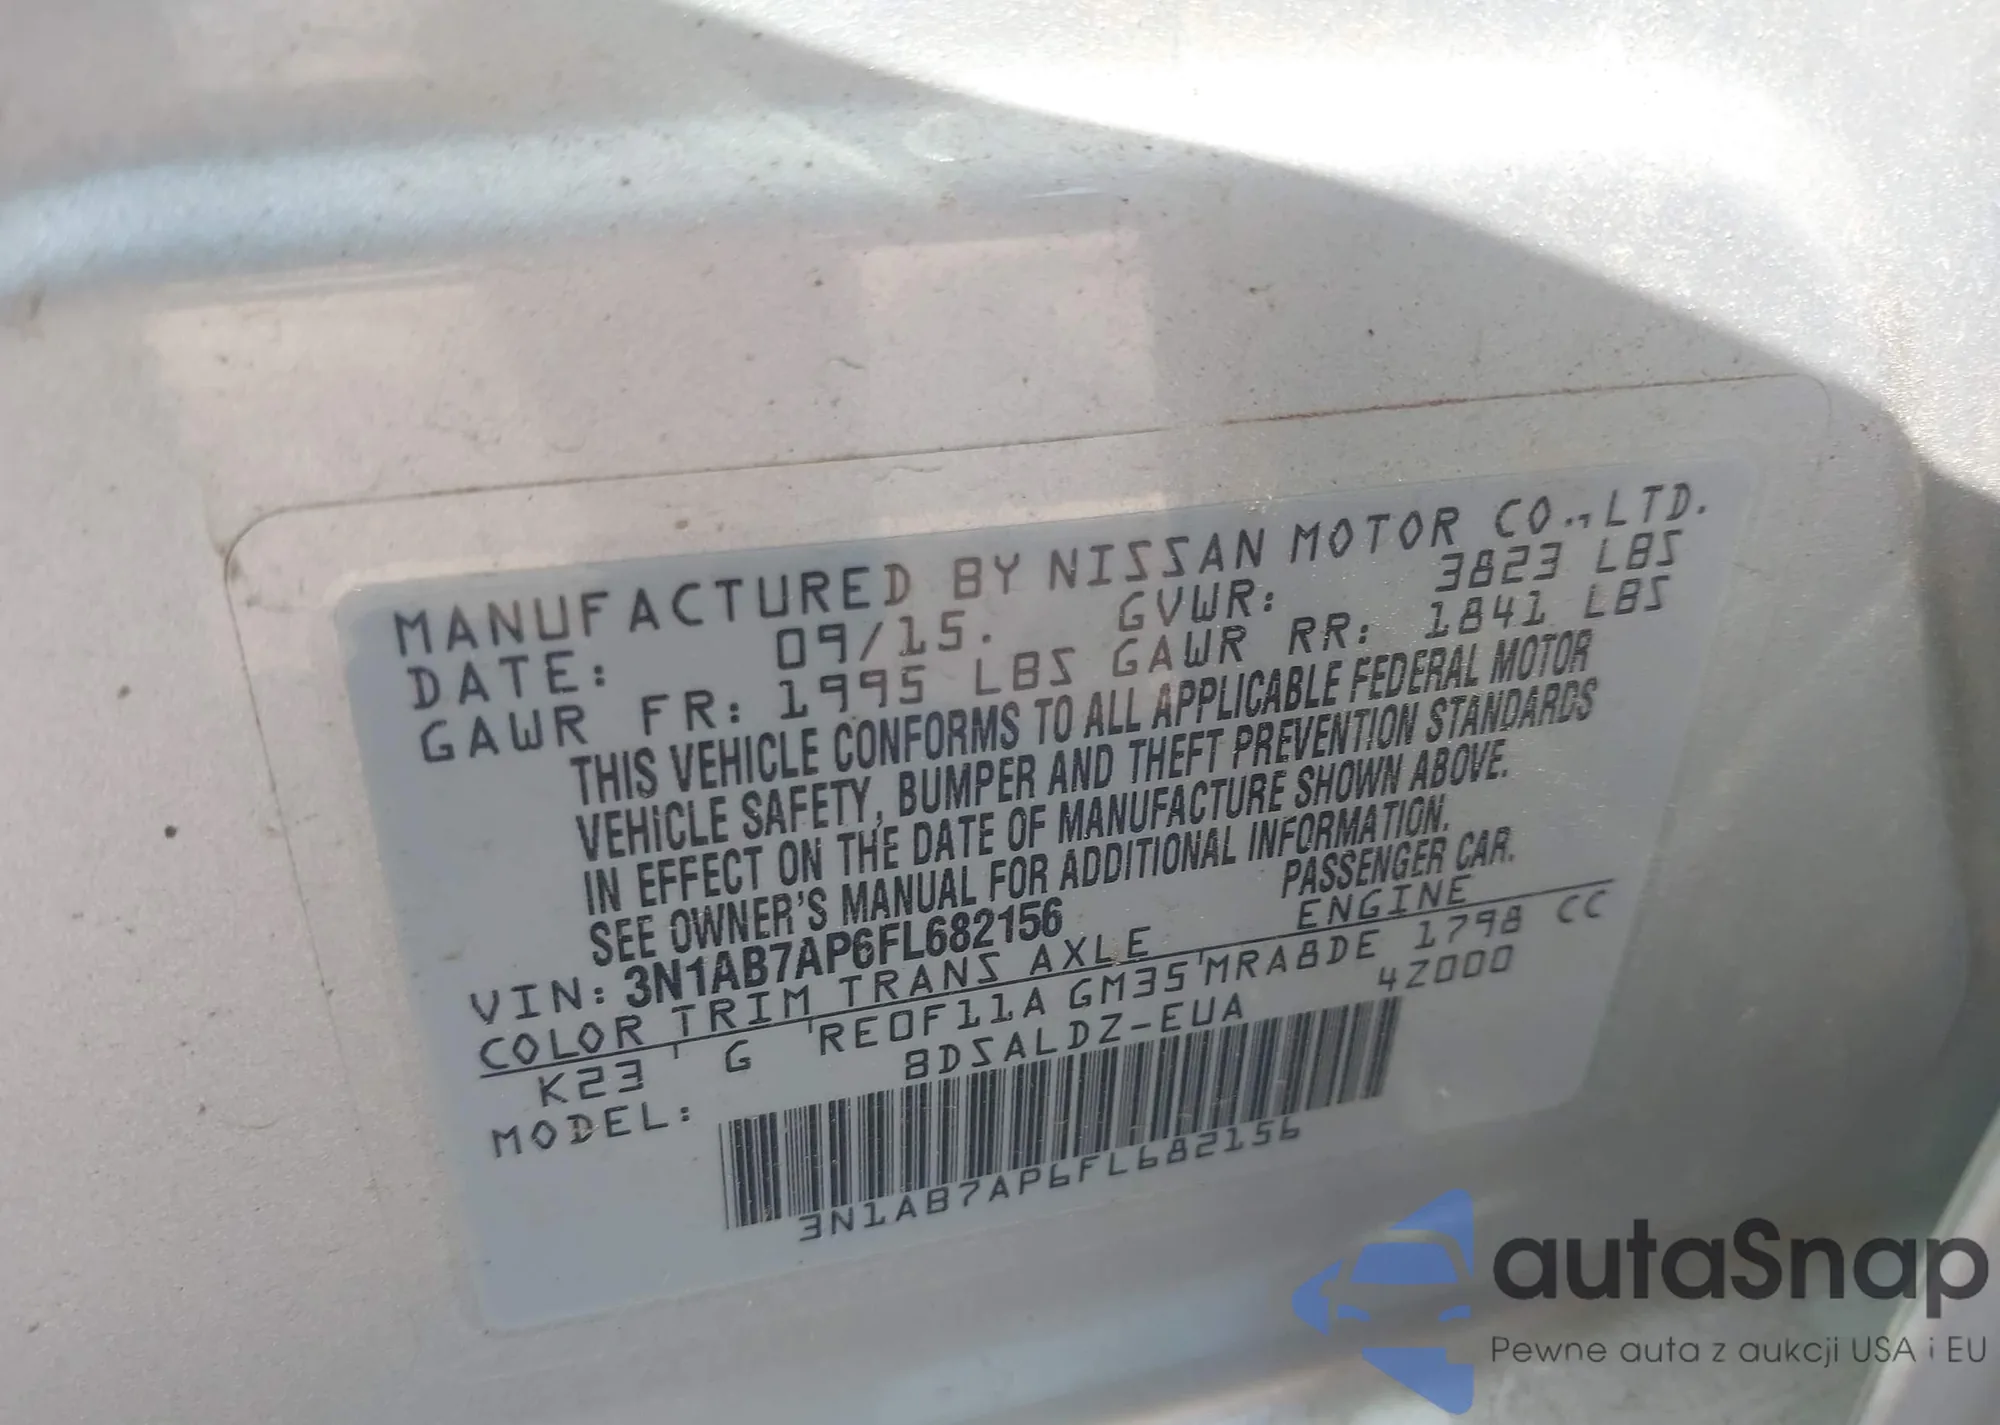 MANUFACTURED BY NISSAN MOTOR CO.,LTD.
DATE: 09/15. GVWR: 3823 LBS
GAWR FR: 1995 LBS GAWR RR: 1841 LBS
THIS VEHICLE CONFORMS TO ALL APPLICABLE FEDERAL MOTOR
VEHICLE SAFETY, BUMPER AND THEFT PREVENTION STANDARDS
IN EFFECT ON THE DATE OF MANUFACTURE SHOWN ABOVE.
SEE OWNER'S MANUAL FOR ADDITIONAL INFORMATION.
VIN: 3N1AB7AP6FL682156 PASSENGER CAR.
COLOR TRIM TRANS AXLE ENGINE
K23 G RE0F11A GM35 MRA8DE 1798 CC
MODEL: BDSALDZ-EUA 4Z000
3N1AB7AP6FL682156
autaSnap
Pewne auta z aukcji USA i EU